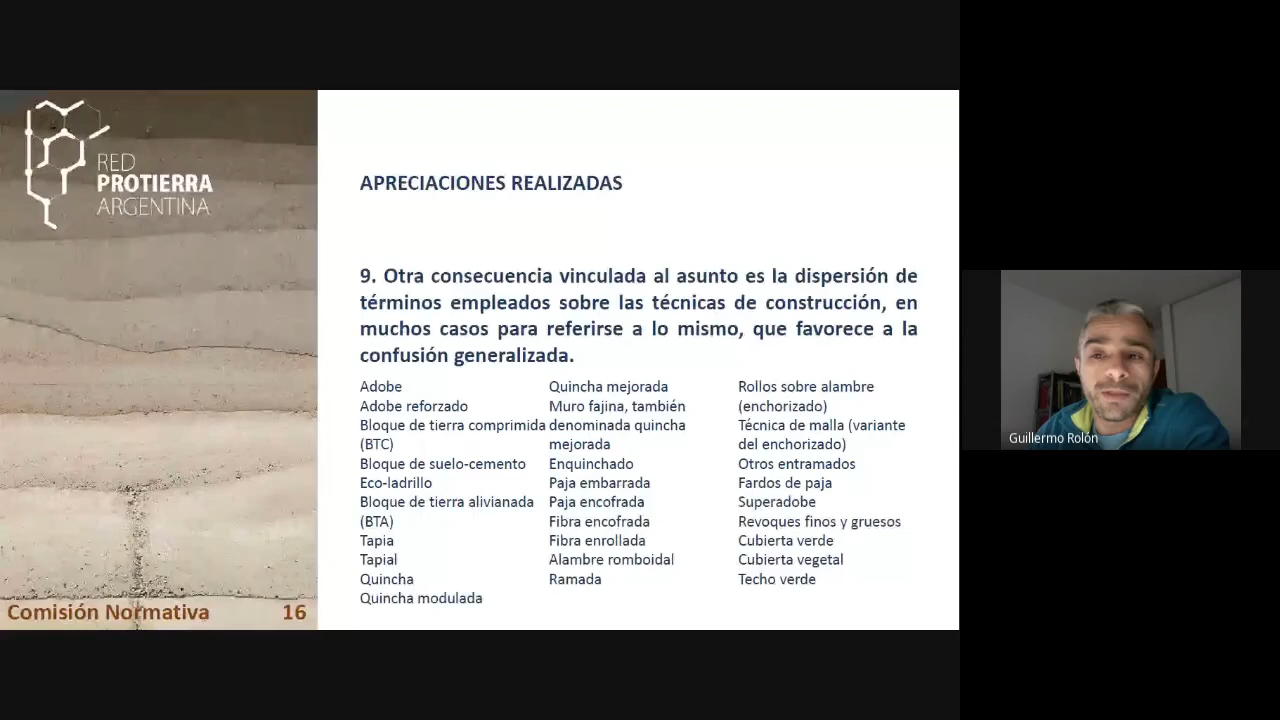 RED
PROTIERRA
ARGENTINA
APRECIACIONES REALIZADAS
9. Otra consecuencia vinculada al asunto es la dispersión de
términos empleados sobre las técnicas de construcción, en
muchos casos para referirse a lo mismo, que favorece a la
confusión generalizada.
Adobe
Adobe reforzado
Bloque de tierra comprimida
(BTC)
Bloque de suelo-cemento
Eco-ladrillo
Bloque de tierra alivianada
(BTA)
Tapia
Tapial
Quincha
Quincha modulada
Quincha mejorada
Muro fajina, también
denominada quincha
mejorada
Enquinchado
Paja embarrada
Paja encofrada
Fibra encofrada
Fibra enrollada
Alambre romboidal
Ramada
Rollos sobre alambre
(enchorizado)
Técnica de malla (variante
del enchorizado)
Otros entramados
Fardos de paja
Superadobe
Revoques finos y gruesos
Cubierta verde
Cubierta vegetal
Techo verde
Comisión Normativa 16
Guillermo Rolón